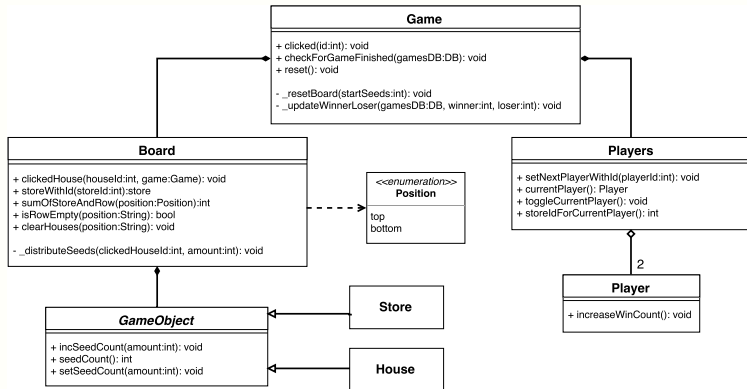 Game
+ clicked(id:int): void
+ checkForGameFinished(gamesDB:DB): void
+ reset(): void
- _resetBoard(startSeeds:int): void
- _updateWinnerLoser(gamesDB:DB, winner:int, loser:int): void
Board
+ clickedHouse(houseId:int, game:Game): void
+ storeWithId(storeId:int):store
+ sumOfStoreAndRow(position:Position):int
+ isRowEmpty(position:String): bool
+ clearHouses(position:String): void
- _distributeSeeds(clickedHouseId:int, amount:int): void
<<enumeration>>
Position
top
bottom
Players
+ setNextPlayerWithId(playerId:int): void
+ currentPlayer(): Player
+ toggleCurrentPlayer(): void
+ storeIdForCurrentPlayer(): int
2
Player
+ increaseWinCount(): void
GameObject
+ incSeedCount(amount:int): void
+ seedCount(): int
+ setSeedCount(amount:int): void
Store
House